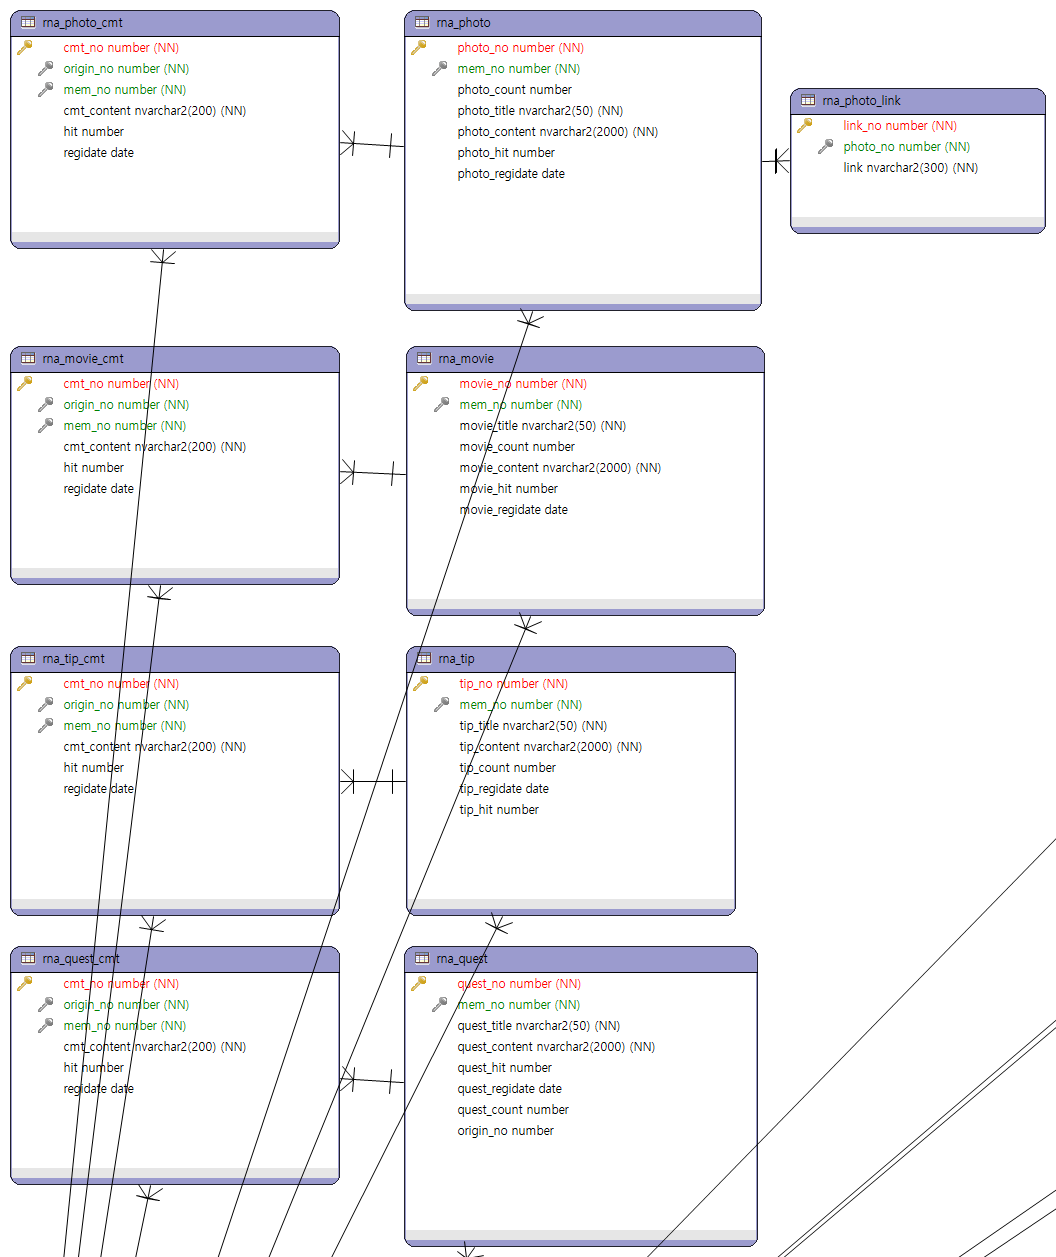 rna_photo_cmt
cmt_no number (NN)
origin_no number (NN)
mem_no number (NN)
cmt_content nvarchar2(200) (NN)
hit number
regidate date
rna_photo
photo_no number (NN)
mem_no number (NN)
photo_count number
photo_title nvarchar2(50) (NN)
photo_content nvarchar2(2000) (NN)
photo_hit number
photo_regidate date
rna_photo_link
link_no number (NN)
photo_no number (NN)
link nvarchar2(300) (NN)
rna_movie_cmt
cmt_no number (NN)
origin_no number (NN)
mem_no number (NN)
cmt_content nvarchar2(200) (NN)
hit number
regidate date
rna_movie
movie_no number (NN)
mem_no number (NN)
movie_title nvarchar2(50) (NN)
movie_count number
movie_content nvarchar2(2000) (NN)
movie_hit number
movie_regidate date
rna_tip_cmt
cmt_no number (NN)
origin_no number (NN)
mem_no number (NN)
cmt_content nvarchar2(200) (NN)
hit number
regidate date
rna_tip
tip_no number (NN)
mem_no number (NN)
tip_title nvarchar2(50) (NN)
tip_content nvarchar2(2000) (NN)
tip_count number
tip_regidate date
tip_hit number
rna_quest_cmt
cmt_no number (NN)
origin_no number (NN)
mem_no number (NN)
cmt_content nvarchar2(200) (NN)
hit number
regidate date
rna_quest
quest_no number (NN)
mem_no number (NN)
quest_title nvarchar2(50) (NN)
quest_content nvarchar2(2000) (NN)
quest_hit number
quest_regidate date
quest_count number
origin_no number